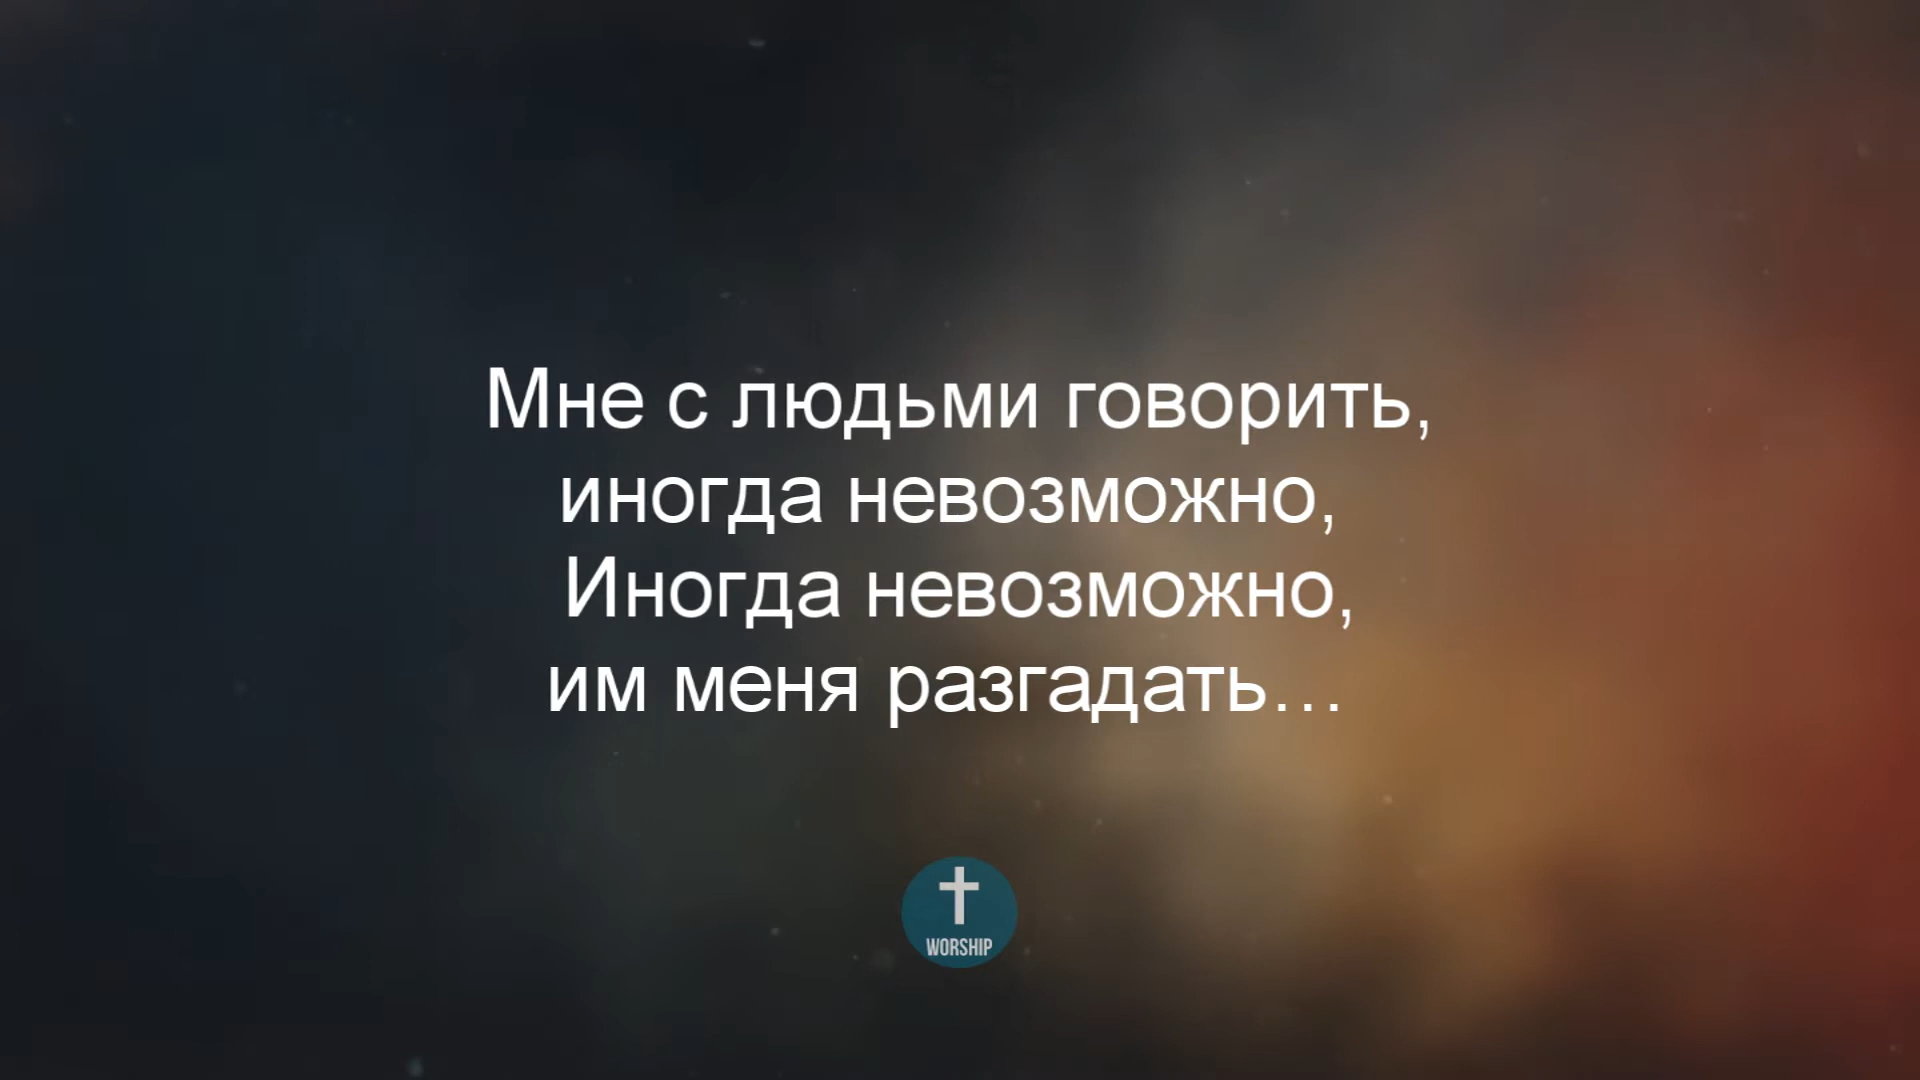 Мне с людьми говорить,
иногда невозможно,
Иногда невозможно,
им меня разгадать...
WORSHIP